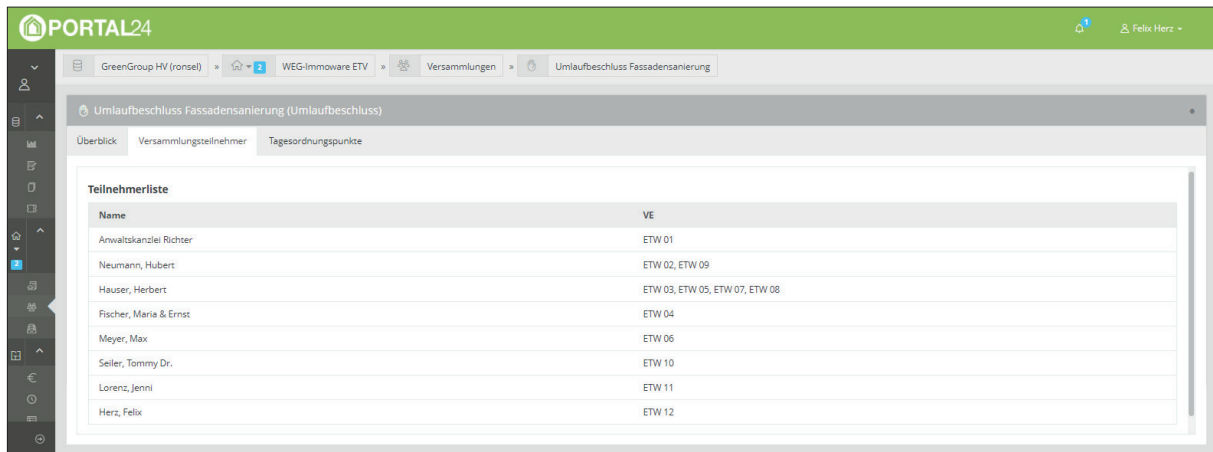 PORTAL24
1
Felix Herz
GreenGroup HV (ronsel) » 2 WEG-Immoware ETV » Versammlungen » Umlaufbeschluss Fassadensanierung
Umlaufbeschluss Fassadensanierung (Umlaufbeschluss)
Überblick Versammlungsteilnehmer Tagesordnungspunkte
Teilnehmerliste
Name VE
Anwaltskanzlei Richter ETW 01
Neumann, Hubert ETW 02, ETW 09
Hauser, Herbert ETW 03, ETW 05, ETW 07, ETW 08
Fischer, Maria & Ernst ETW 04
Meyer, Max ETW 06
Seiler, Tommy Dr. ETW 10
Lorenz, Jenni ETW 11
Herz, Felix ETW 12
2